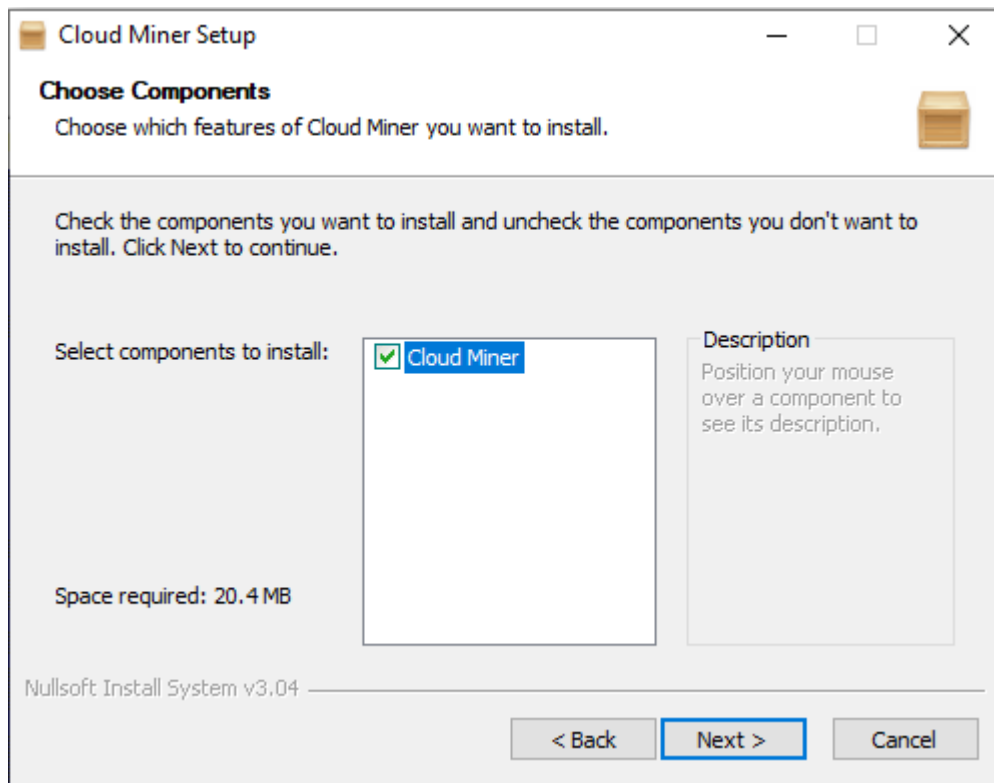 Cloud Miner Setup
Choose Components
Choose which features of Cloud Miner you want to install.
Check the components you want to install and uncheck the components you don't want to
install. Click Next to continue.
Select components to install:
Cloud Miner
Description
Position your mouse
over a component to
see its description.
Space required: 20.4 MB
Nullsoft Install System v3.04
< Back
Next >
Cancel